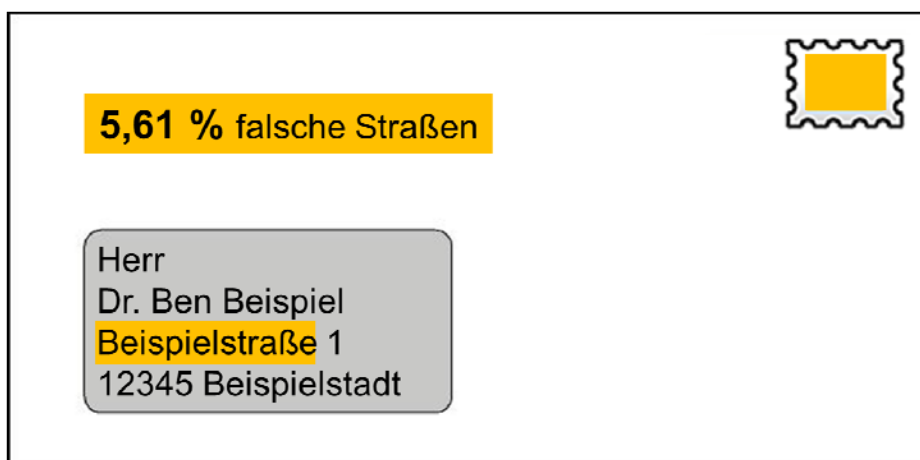 5,61 % falsche Straßen
Herr
Dr. Ben Beispiel
Beispielstraße 1
12345 Beispielstadt